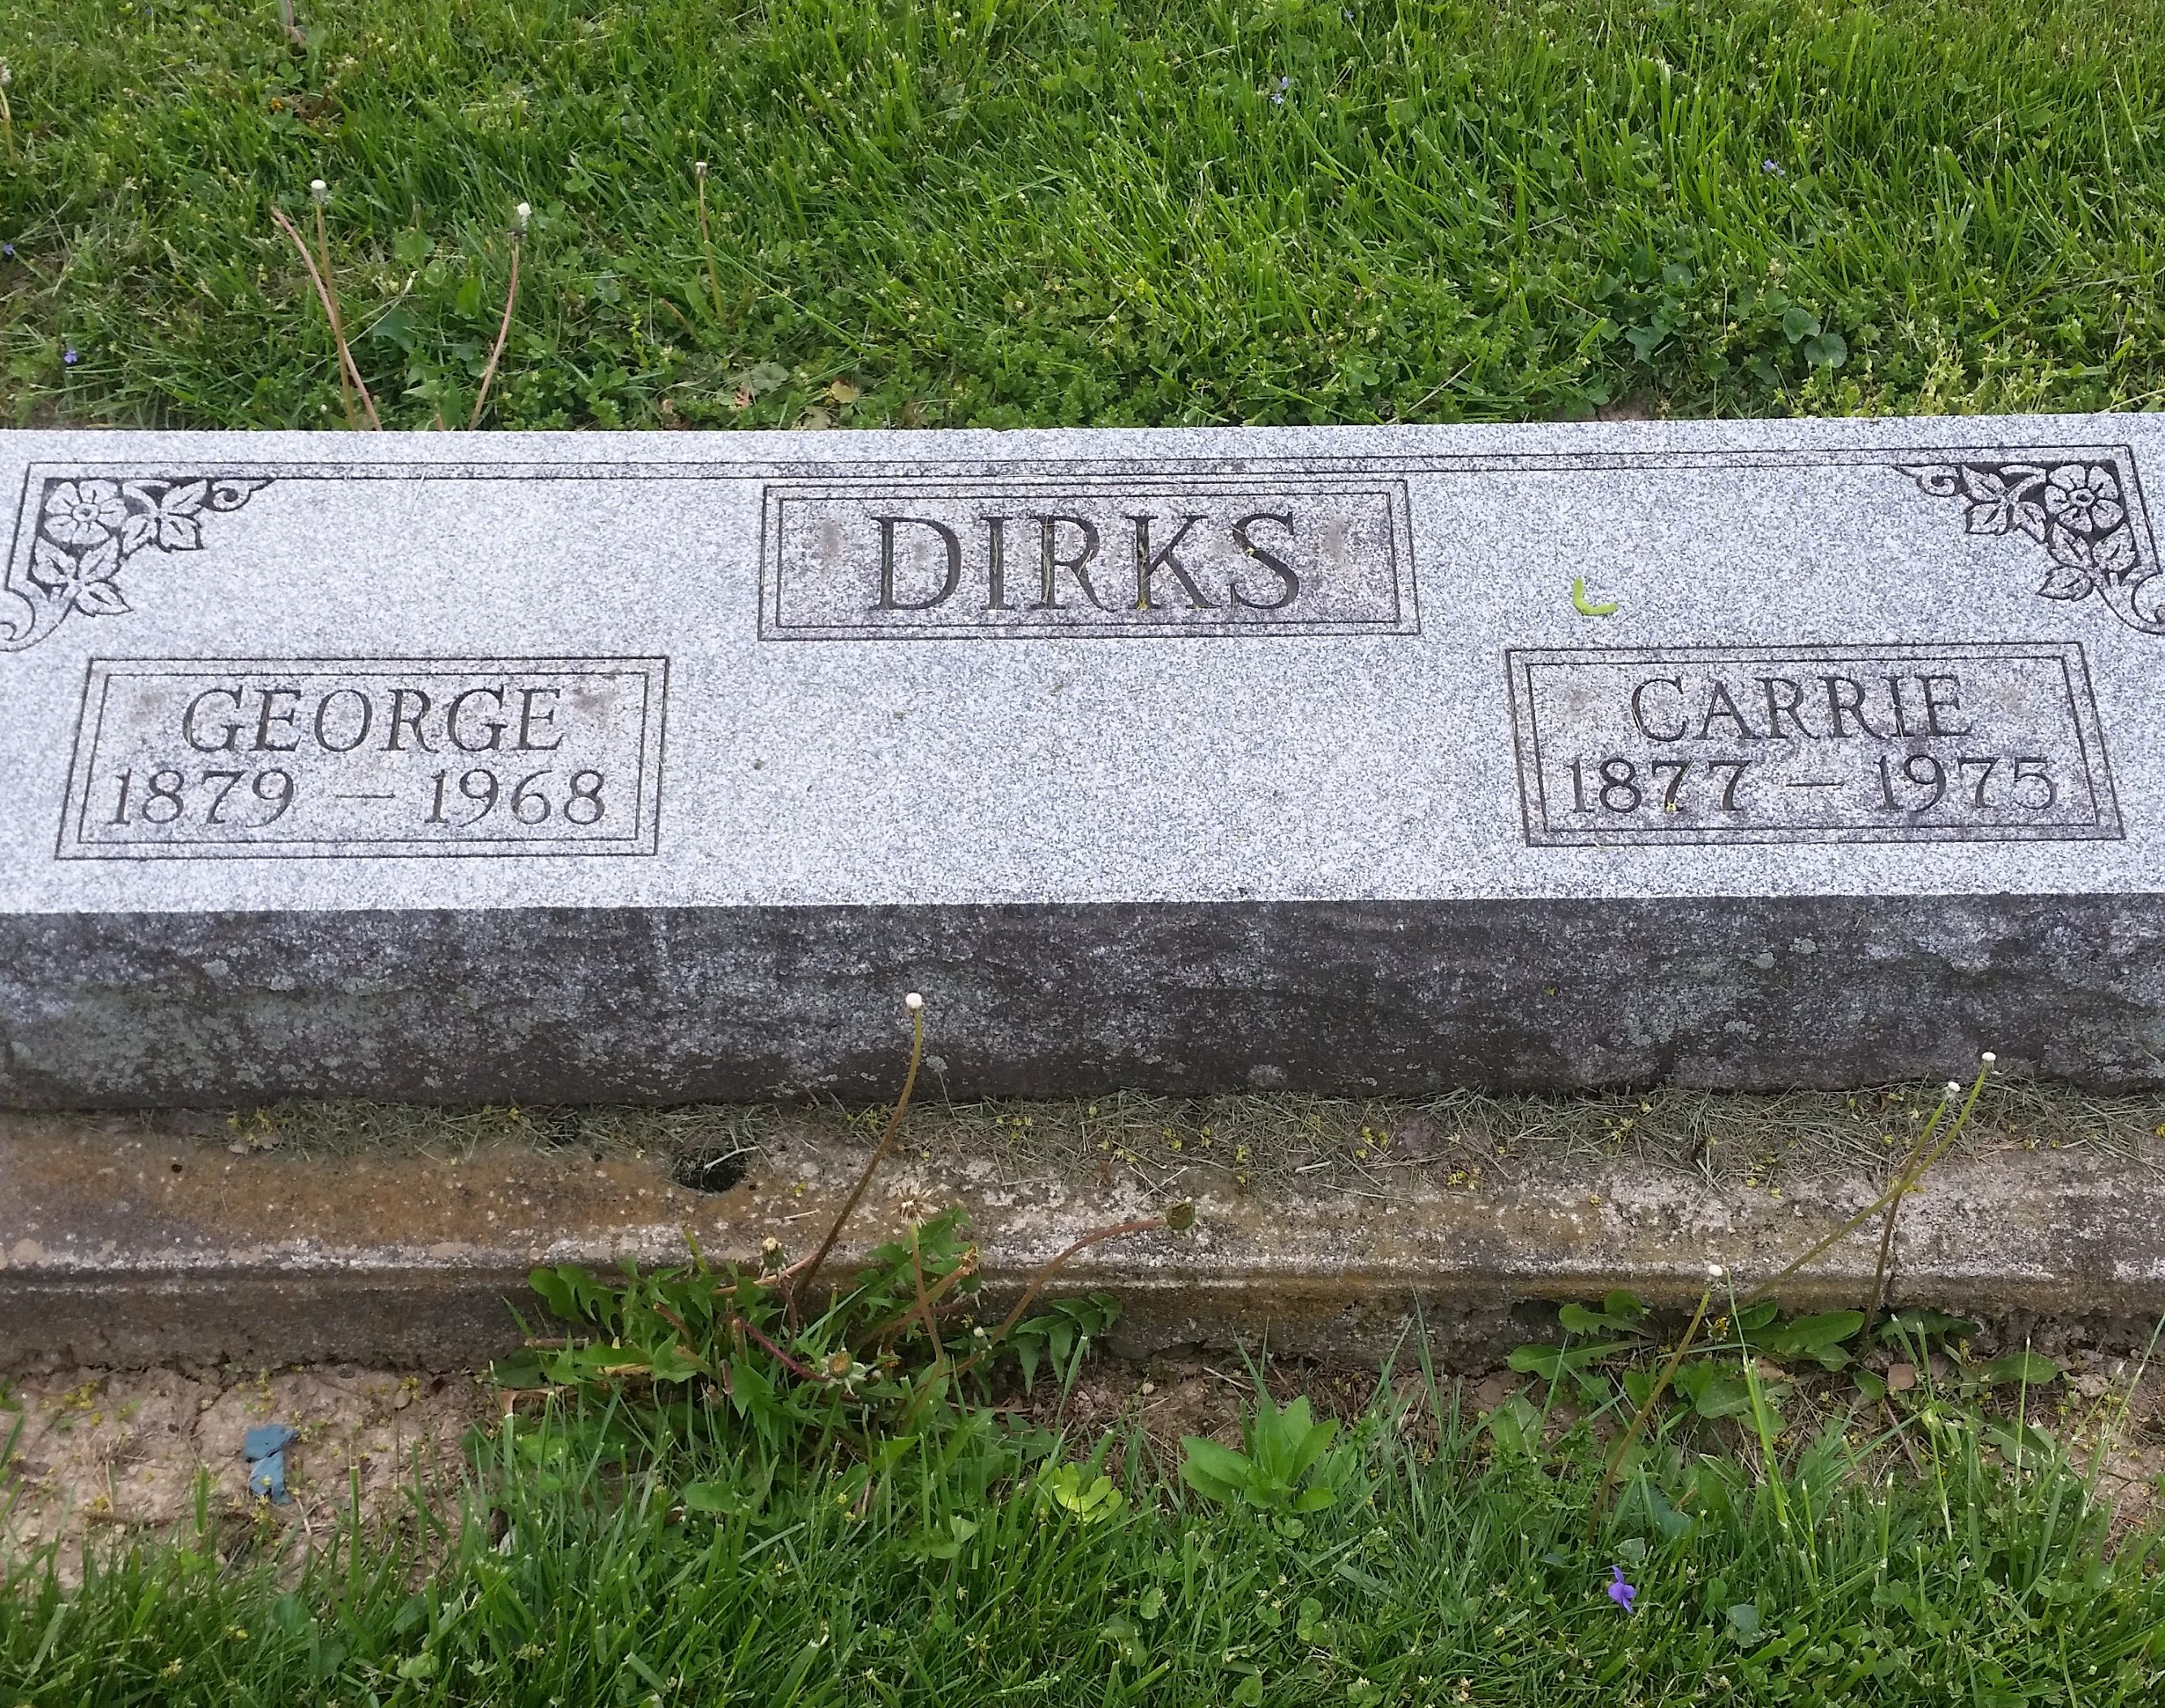 DIRKS
GEORGE
1879 — 1968
CARRIE
1877 — 1975